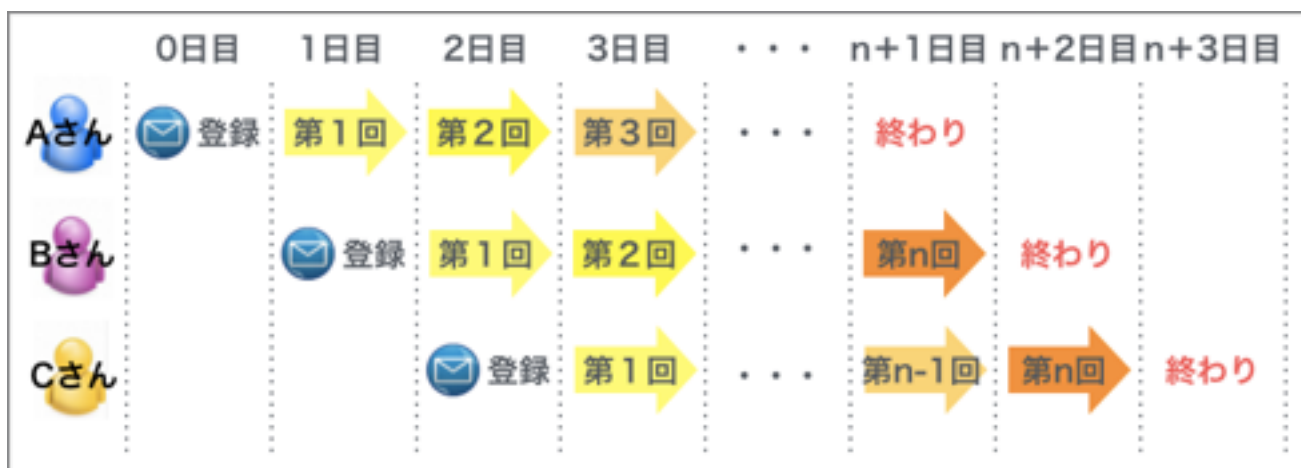 0日目 1日目 2日目 3日目 ・・・ n+1日目 n+2日目 n+3日目
Aさん 登録 第1回 第2回 第3回 ・・・ 終わり
Bさん 登録 第1回 第2回 ・・・ 第n回 終わり
Cさん 登録 第1回 ・・・ 第n-1回 第n回 終わり